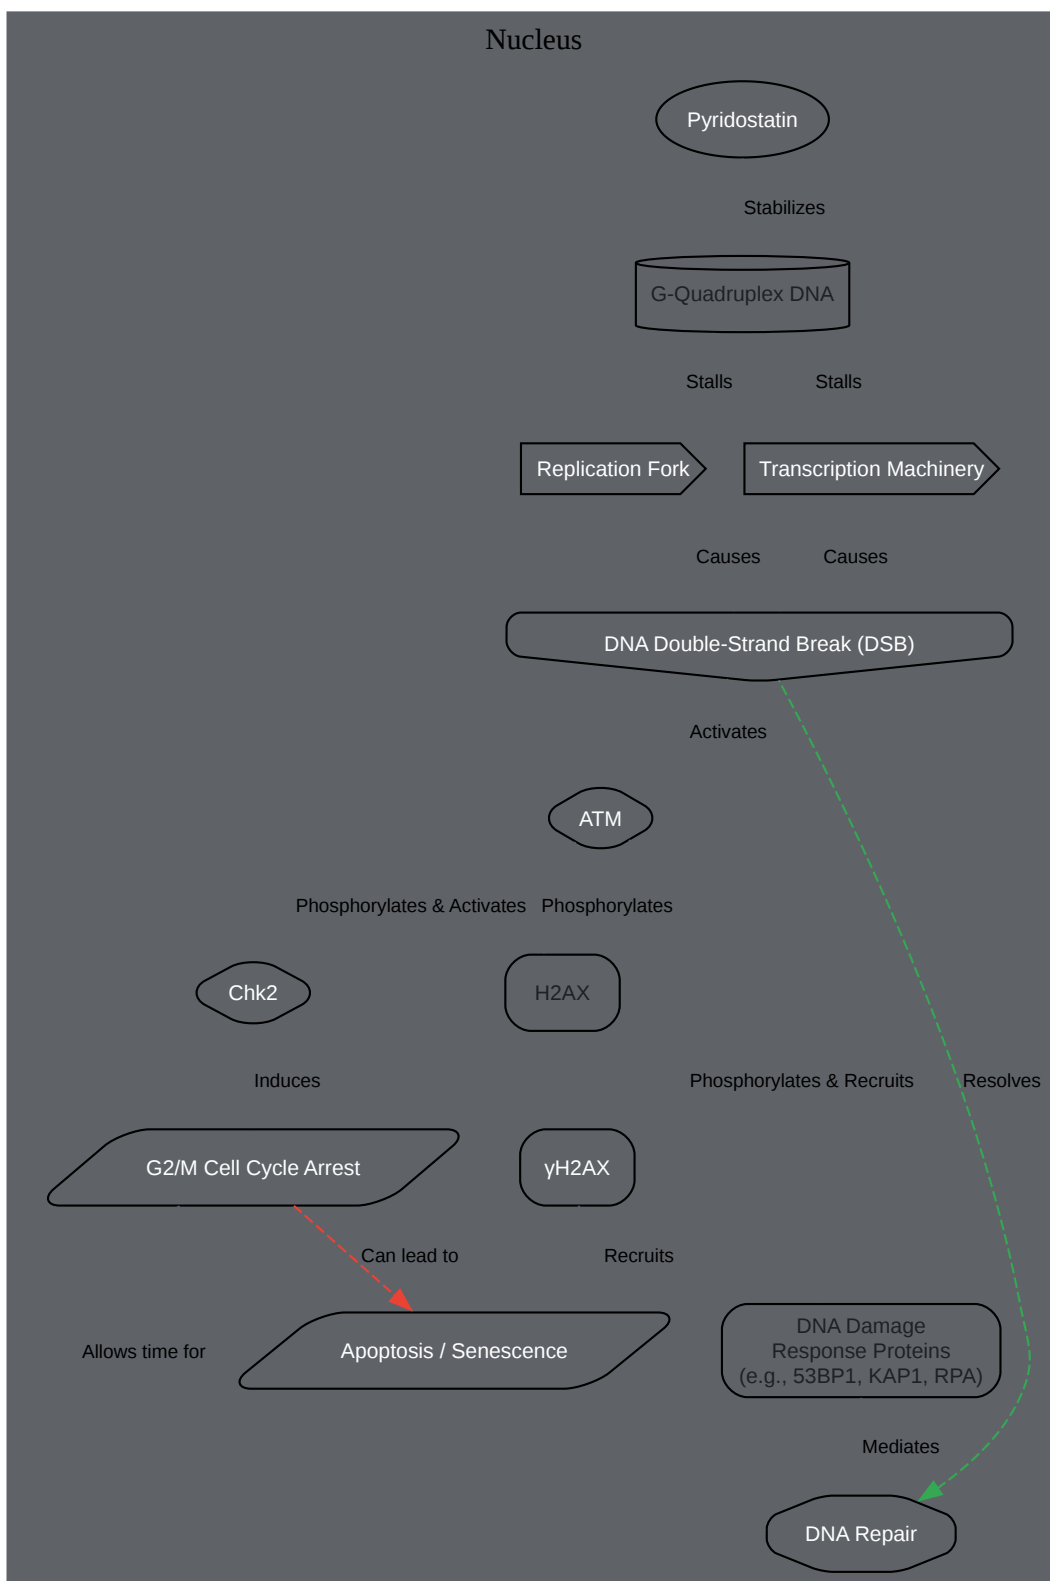 Nucleus
Pyridostatin
Stabilizes
G-Quadruplex DNA
Stalls
Stalls
Replication Fork
Transcription Machinery
Causes
Causes
DNA Double-Strand Break (DSB)
Activates
ATM
Phosphorylates & Activates
Phosphorylates
Chk2
H2AX
Induces
Phosphorylates & Recruits
Resolves
G2/M Cell Cycle Arrest
γH2AX
Can lead to
Recruits
Allows time for
Apoptosis / Senescence
DNA Damage
Response Proteins
(e.g., 53BP1, KAP1, RPA)
Mediates
DNA Repair